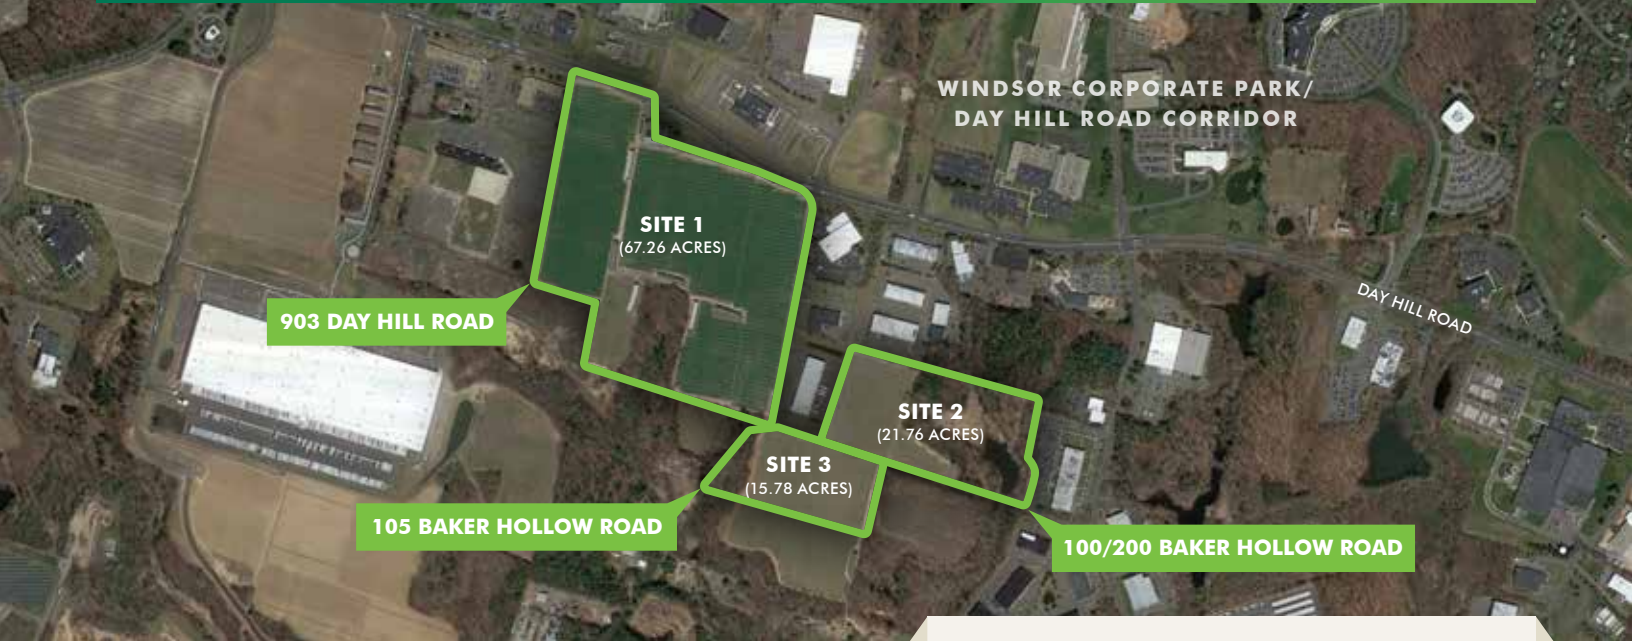 WINDSOR CORPORATE PARK/
DAY HILL ROAD CORRIDOR
SITE 1
(67.26 ACRES)
903 DAY HILL ROAD
DAY HILL ROAD
SITE 2
(21.76 ACRES)
SITE 3
(15.78 ACRES)
105 BAKER HOLLOW ROAD
100/200 BAKER HOLLOW ROAD